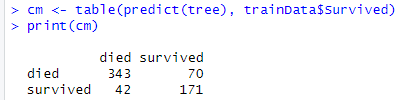 > cm <- table(predict(tree), trainData$Survived)
> print(cm)
died survived
died 343 70
survived 42 171